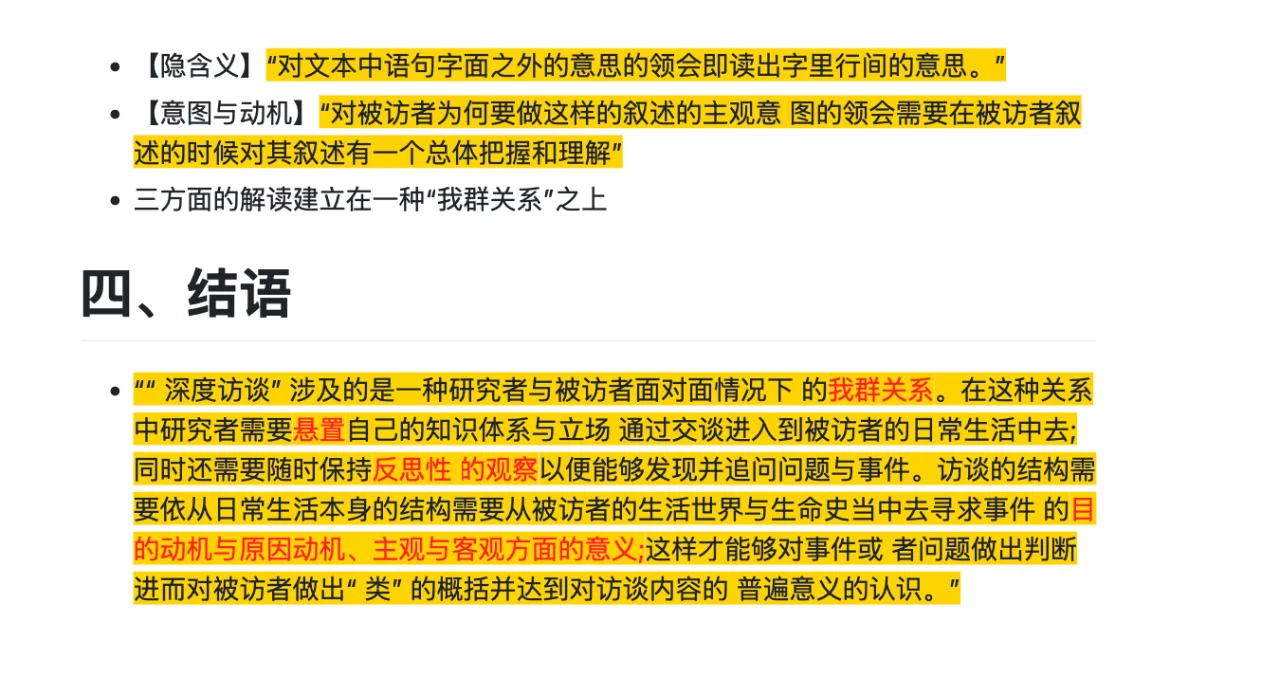 • 【隐含义】“对文本中语句字面之外的意思的领会即读出字里行间的意思。”
• 【意图与动机】“对被访者为何要做这样的叙述的主观意 图的领会需要在被访者叙
述的时候对其叙述有一个总体把握和理解”
• 三方面的解读建立在一种“我群关系”之上
四、结语
• ““ 深度访谈” 涉及的是一种研究者与被访者面对面情况下 的我群关系。在这种关系
中研究者需要悬置自己的知识体系与立场 通过交谈进入到被访者的日常生活中去;
同时还需要随时保持反思性 的观察以便能够发现并追问问题与事件。访谈的结构需
要依从日常生活本身的结构需要从被访者的生活世界与生命史当中去寻求事件 的目
的动机与原因动机、主观与客观方面的意义;这样才能够对事件或 者问题做出判断
进而对被访者做出“ 类” 的概括并达到对访谈内容的 普遍意义的认识。”